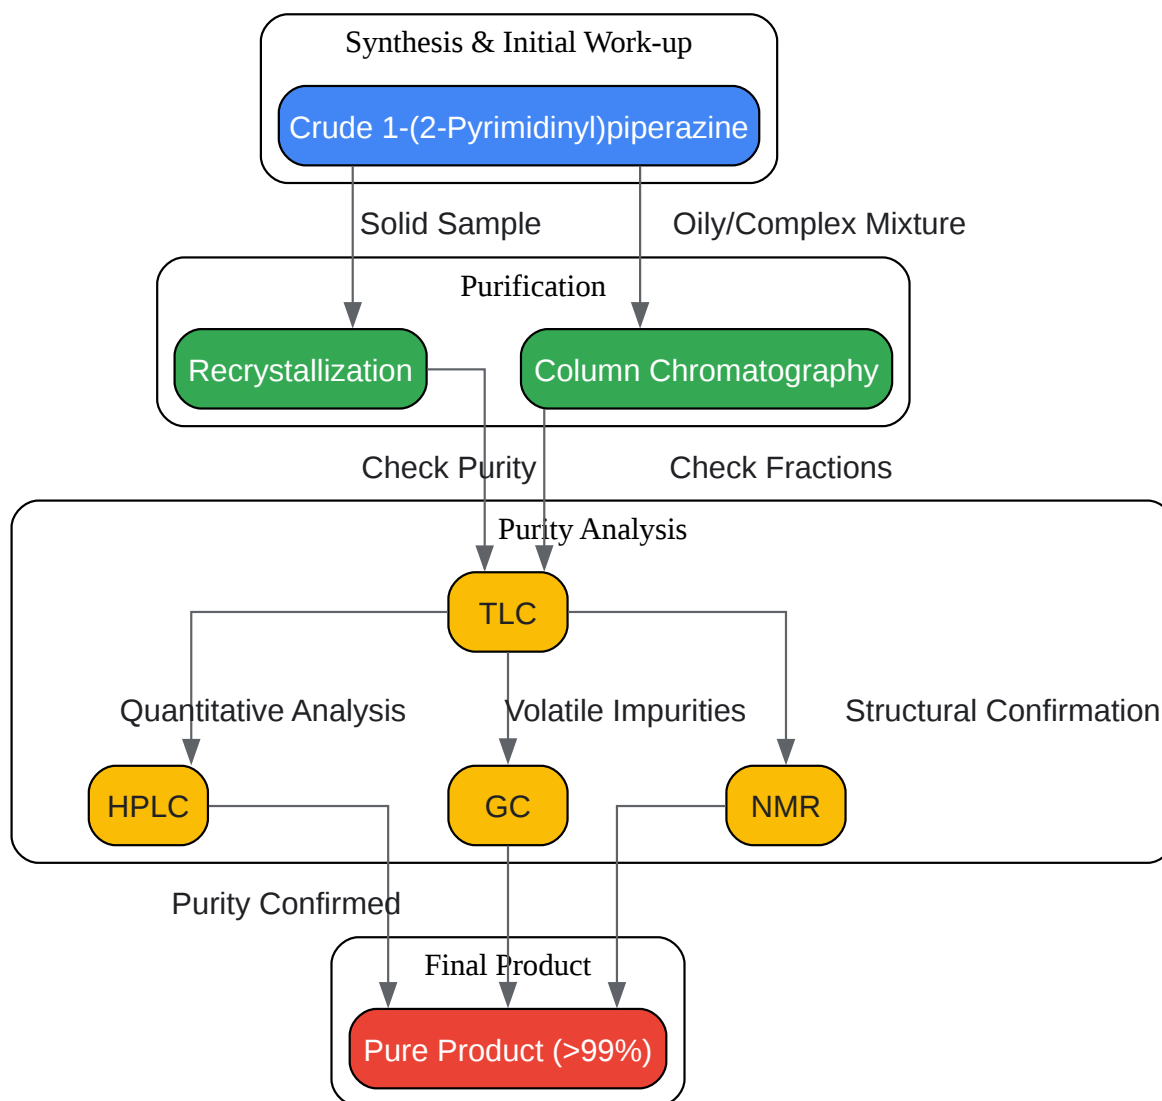 Synthesis & Initial Work-up
Crude 1-(2-Pyrimidinyl)piperazine
Solid Sample
Oily/Complex Mixture
Purification
Recrystallization
Column Chromatography
Check Purity
Check Fractions
Purity Analysis
TLC
Quantitative Analysis
Volatile Impurities
Structural Confirmation
HPLC
GC
NMR
Purity Confirmed
Final Product
Pure Product (>99%)